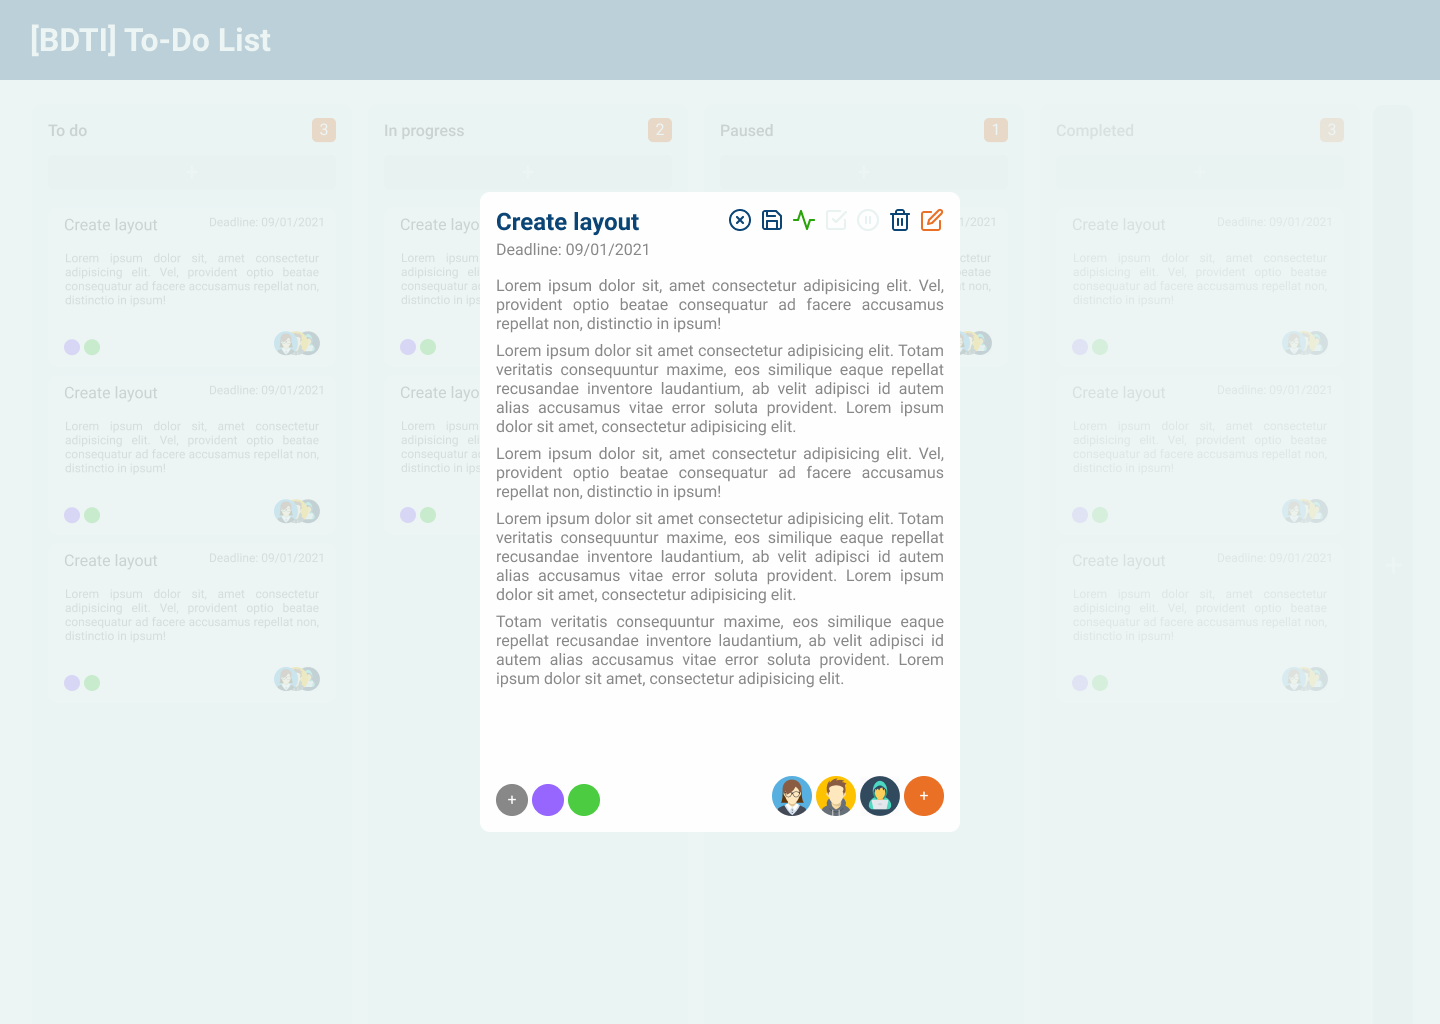 [BDTI] To-Do List
To do 3
In progress 2
Paused 1
Completed 3
Create layout Deadline: 09/01/2021
Lorem ipsum dolor sit, amet consectetur
adipisicing elit. Vel, provident optio beatae
consequatur ad facere accusamus repellat non,
distinctio in ipsum!
Create layout Deadline: 09/01/2021
Lorem ipsum dolor sit, amet consectetur
adipisicing elit. Vel, provident optio beatae
consequatur ad facere accusamus repellat non,
distinctio in ipsum!
Create layout Deadline: 09/01/2021
Lorem ipsum dolor sit, amet consectetur
adipisicing elit. Vel, provident optio beatae
consequatur ad facere accusamus repellat non,
distinctio in ipsum!
Create layo
Lorem ipsum
adipisicing eli
consequatur a
distinctio in ips
Create layo
Lorem ipsum
adipisicing eli
consequatur a
distinctio in ips
Create layout
Deadline: 09/01/2021
Lorem ipsum dolor sit, amet consectetur adipisicing elit. Vel,
provident optio beatae consequatur ad facere accusamus
repellat non, distinctio in ipsum!
Lorem ipsum dolor sit amet consectetur adipisicing elit. Totam
veritatis consequuntur maxime, eos similique eaque repellat
recusandae inventore laudantium, ab velit adipisci id autem
alias accusamus vitae error soluta provident. Lorem ipsum
dolor sit amet, consectetur adipisicing elit.
Lorem ipsum dolor sit, amet consectetur adipisicing elit. Vel,
provident optio beatae consequatur ad facere accusamus
repellat non, distinctio in ipsum!
Lorem ipsum dolor sit amet consectetur adipisicing elit. Totam
veritatis consequuntur maxime, eos similique eaque repellat
recusandae inventore laudantium, ab velit adipisci id autem
alias accusamus vitae error soluta provident. Lorem ipsum
dolor sit amet, consectetur adipisicing elit.
Totam veritatis consequuntur maxime, eos similique eaque
repellat recusandae inventore laudantium, ab velit adipisci id
autem alias accusamus vitae error soluta provident. Lorem
ipsum dolor sit amet, consectetur adipisicing elit.
+
+
1/2021
ctetur
eatae
t non,
Create layout Deadline: 09/01/2021
Lorem ipsum dolor sit, amet consectetur
adipisicing elit. Vel, provident optio beatae
consequatur ad facere accusamus repellat non,
distinctio in ipsum!
Create layout Deadline: 09/01/2021
Lorem ipsum dolor sit, amet consectetur
adipisicing elit. Vel, provident optio beatae
consequatur ad facere accusamus repellat non,
distinctio in ipsum!
Create layout Deadline: 09/01/2021
Lorem ipsum dolor sit, amet consectetur
adipisicing elit. Vel, provident optio beatae
consequatur ad facere accusamus repellat non,
distinctio in ipsum!
+